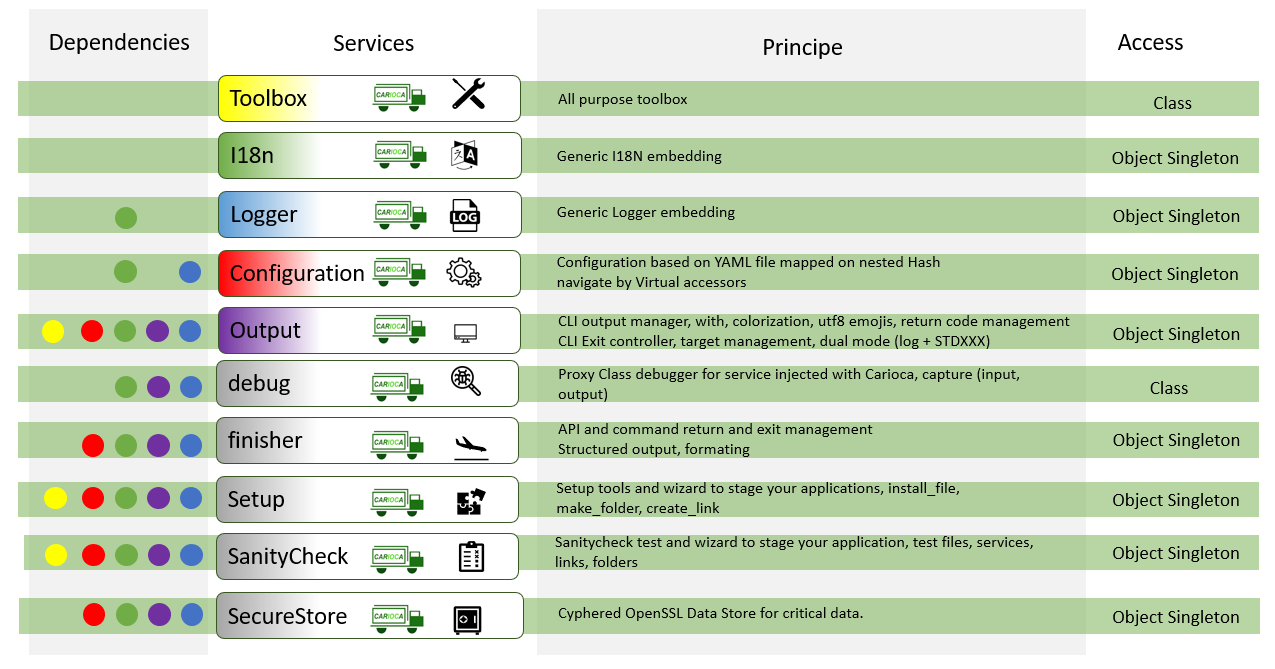 Dependencies
Services
Principe
Access
Toolbox
CARIOCA
All purpose toolbox
Class
I18n
CARIOCA
A
Generic I18N embedding
Object Singleton
Logger
CARIOCA
LOG
Generic Logger embedding
Object Singleton
Configuration
CARIOCA
Configuration based on YAML file mapped on nested Hash
navigate by Virtual accessors
Object Singleton
Output
CARIOCA
CLI output manager, with, colorization, utf8 emojis, return code management
CLI Exit controller, target management, dual mode (log + STDXXX)
Object Singleton
debug
CARIOCA
Proxy Class debugger for service injected with Carioca, capture (input,
output)
Class
finisher
CARIOCA
API and command return and exit management
Structured output, formating
Object Singleton
Setup
CARIOCA
Setup tools and wizard to stage your applications, install_file,
make_folder, create_link
Object Singleton
SanityCheck
CARIOCA
Sanitycheck test and wizard to stage your application, test files, services,
links, folders
Object Singleton
SecureStore
CARIOCA
Cyphered OpenSSL Data Store for critical data.
Object Singleton